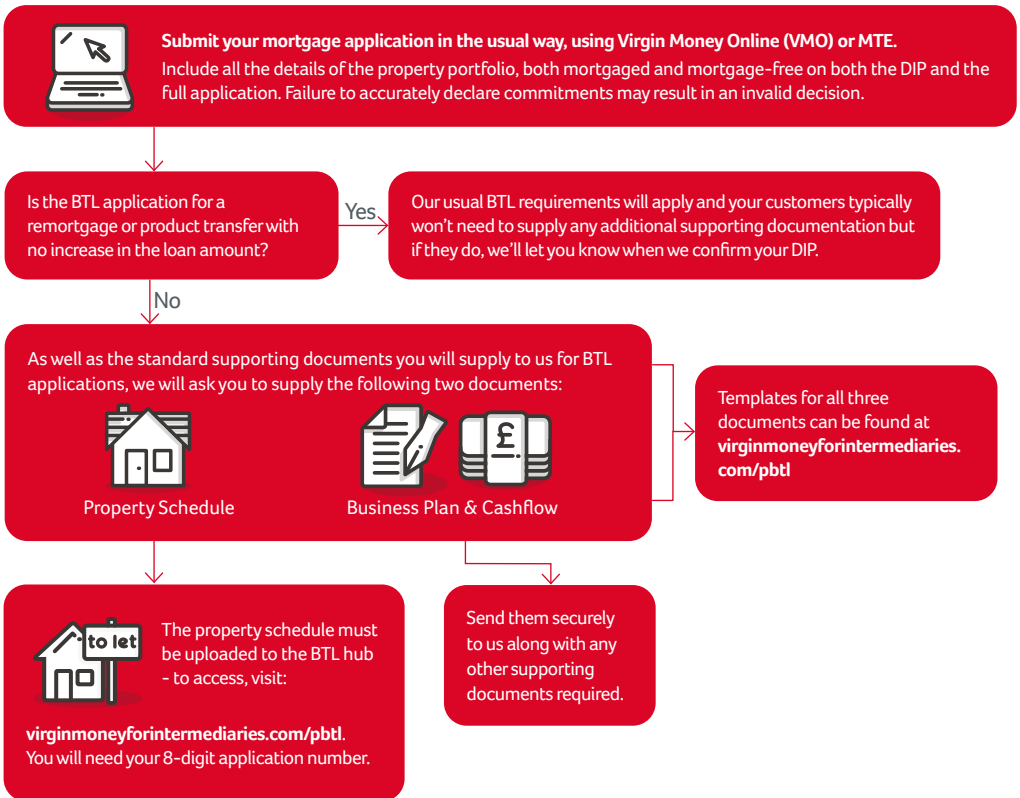 Submit your mortgage application in the usual way, using Virgin Money Online (VMO) or MTE.
Include all the details of the property portfolio, both mortgaged and mortgage-free on both the DIP and the
full application. Failure to accurately declare commitments may result in an invalid decision.
Is the BTL application for a
remortgage or product transfer with
no increase in the loan amount?
Yes
Our usual BTL requirements will apply and your customers typically
won't need to supply any additional supporting documentation but
if they do, we'll let you know when we confirm your DIP.
No
As well as the standard supporting documents you will supply to us for BTL
applications, we will ask you to supply the following two documents:
£
Property Schedule
Business Plan & Cashflow
Templates for all three
documents can be found at
virginmoneyforintermediaries.
com/pbtl
to let
The property schedule must
be uploaded to the BTL hub
- to access, visit:
virginmoneyforintermediaries.com/pbtl.
You will need your 8-digit application number.
Send them securely
to us along with any
other supporting
documents required.